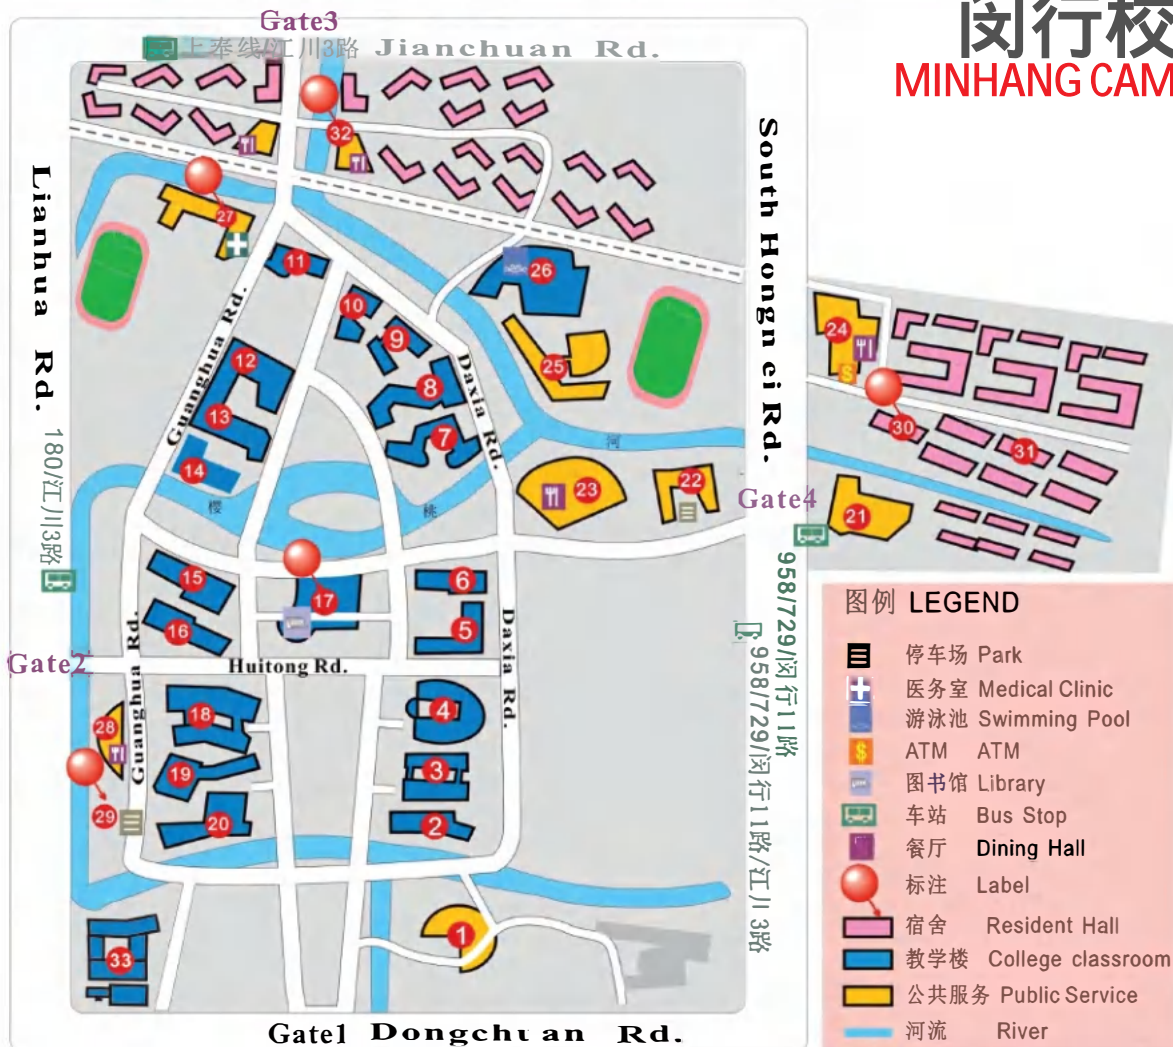 闵行校
MINHANG CAM
Gate3
上奉线/江川3路 Jianchuan Rd.
Lianhua Rd.
180/江川3路
South Hongn ei Rd.
32
27
11
26
10
9
25
24
12
8
13
7
30
31
14
Guanghua Rd.
Daxia Rd.
河
樱
桃
23
22
21
Gate4
958/729/闵行11路
958/729/闵行11路/江川3路
15
17
6
16
5
Gate2
Huitong Rd.
Guanghua Rd.
Daxia Rd.
28
18
4
19
3
29
20
2
33
1
Gate1 Dongchuan Rd.
图例 LEGEND
停车场 Park
医务室 Medical Clinic
游泳池 Swimming Pool
$ ATM ATM
图书馆 Library
车站 Bus Stop
餐厅 Dining Hall
标注 Label
宿舍 Resident Hall
教学楼 College classroom
公共服务 Public Service
河流 River